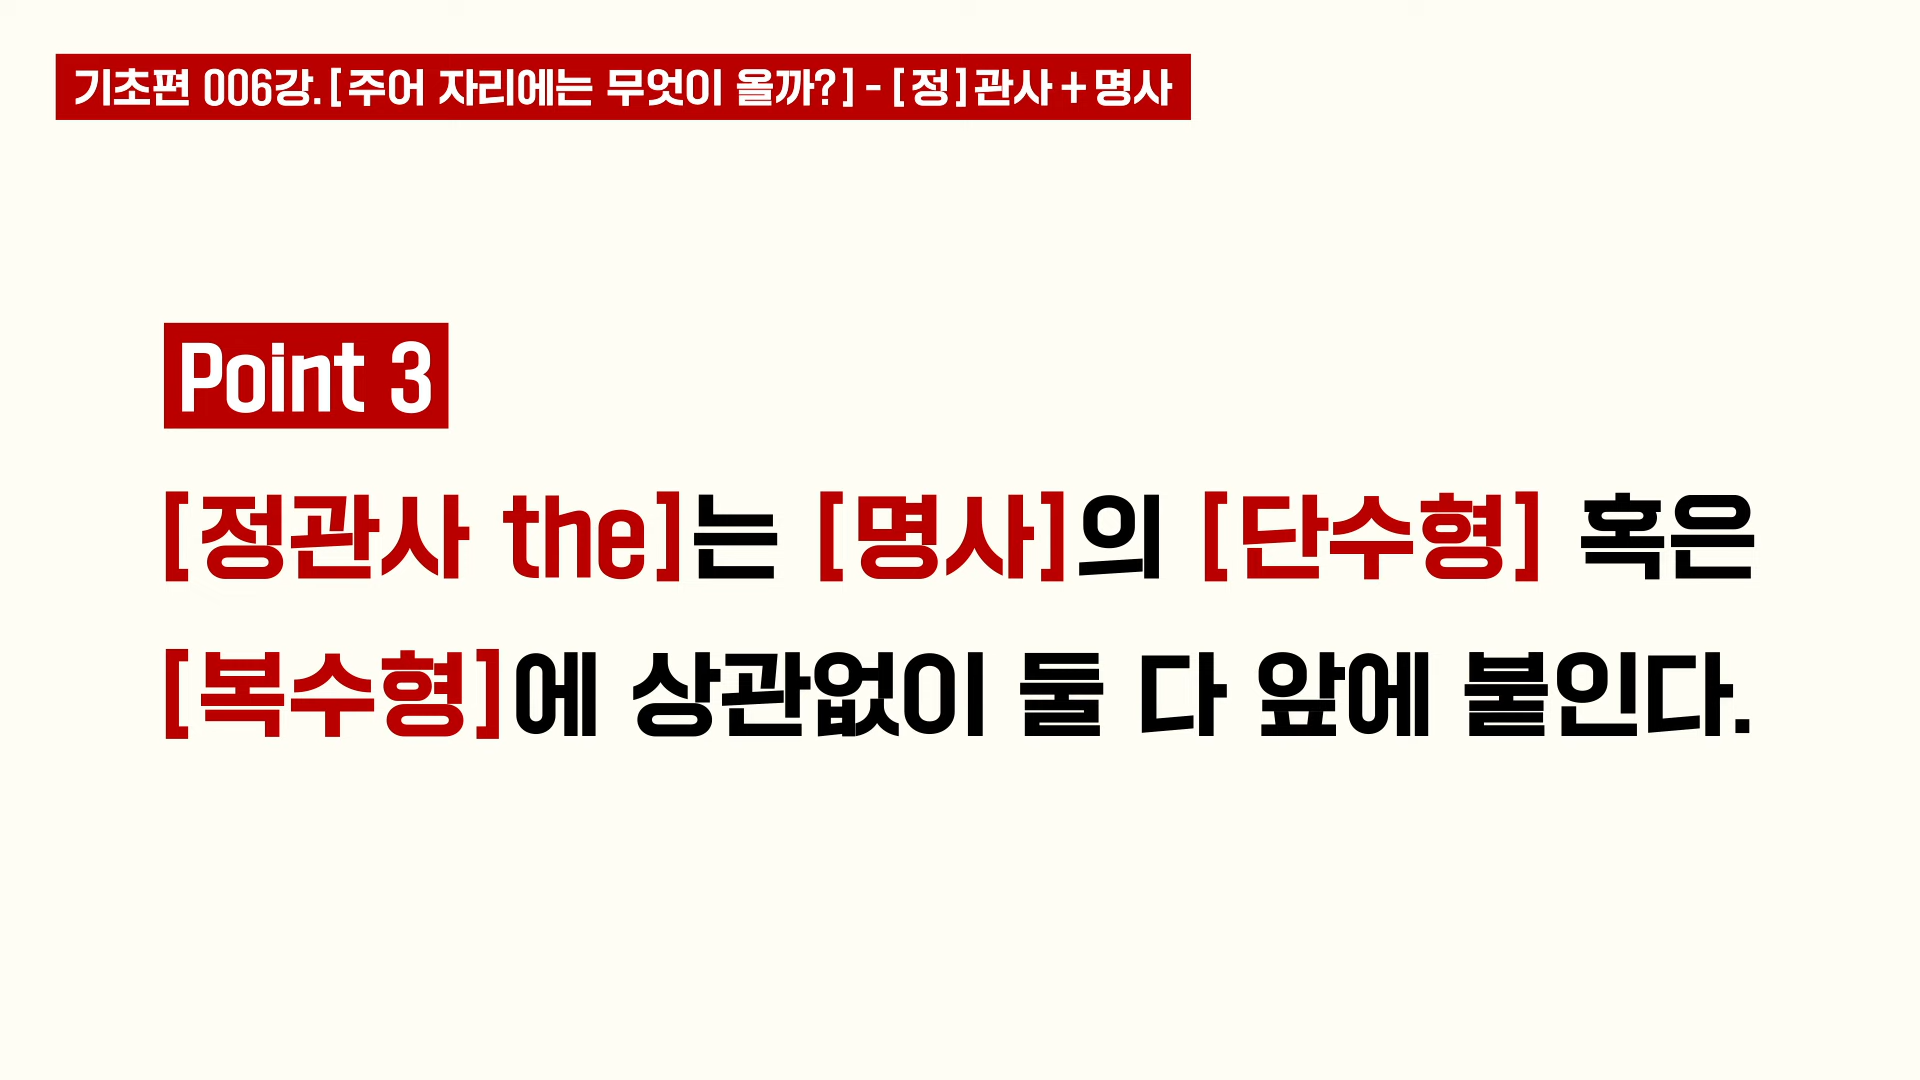 기초편 006강.[주어 자리에는 무엇이 올까?] - [정]관사 + 명사
Point 3
[정관사 the]는 [명사]의 [단수형] 혹은
[복수형]에 상관없이 둘 다 앞에 붙인다.